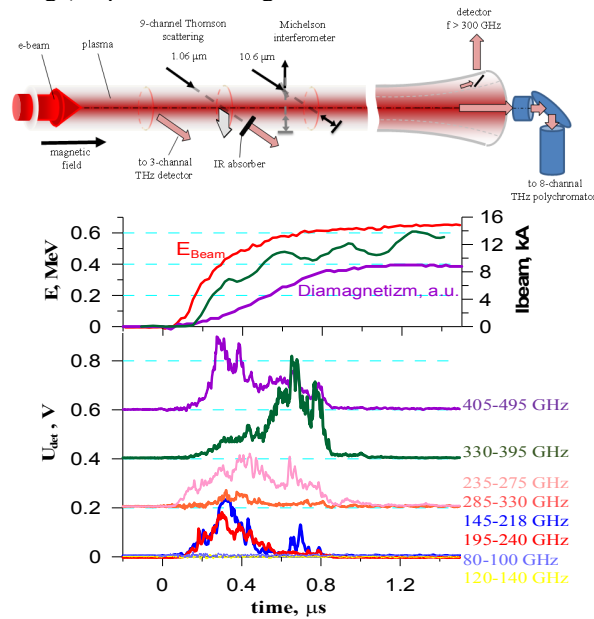 detector
f > 300 GHz
9-channel Thomson
scattering
Michelson
interferometer
1.06 μm
10.6 μm
e-beam
plasma
magnetic
field
to 3-channel
THz detector
IR absorber
to 8-channel
THz polychromator
E, MeV
0.6
0.4
0.2
0
E_Beam
Diamagnetizm, a.u.
16
12
8
4
0
Ibeam, kA
U_det, V
0.8
0.6
0.4
0.2
0
405-495 GHz
330-395 GHz
235-275 GHz
285-330 GHz
145-218 GHz
195-240 GHz
80-100 GHz
120-140 GHz
0 0.4 0.8 1.2
time, μs